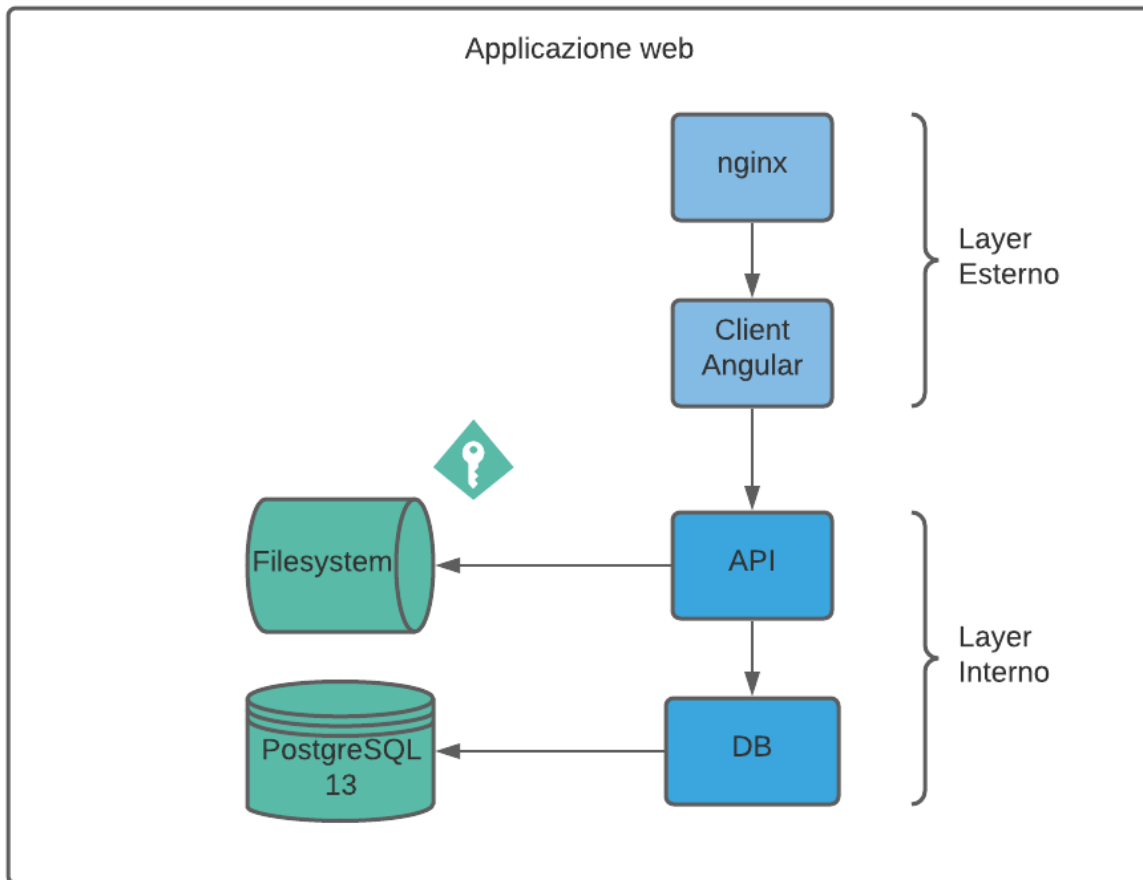 Applicazione web
nginx
Layer
Esterno
Client
Angular
Filesystem
API
Layer
Interno
PostgreSQL
13
DB